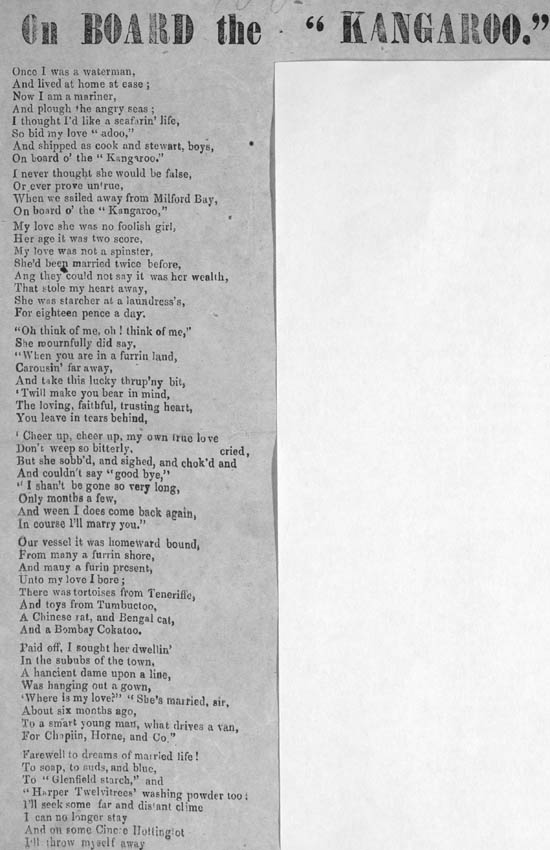 On BOARD the "KANGAROO."
Once I was a waterman,
And lived at home at ease;
Now I am a mariner,
And plough the angry seas;
I thought I'd like a seafarin' life,
So bid my love "adoo,"
And shipped as cook and stewart, boys,
On board o' the "Kangaroo."
I never thought she would be false,
Or ever prove untrue,
When we sailed away from Milford Bay,
On board o' the "Kangaroo,"
My love she was no foolish girl,
Her age it was two score,
My love was not a spinster,
She'd been married twice before,
Ang they could not say it was her wealth,
That stole my heart away,
She was starcher at a laundress's,
For eighteen pence a day.
"Oh think of me, oh! think of me,"
She mournfully did say,
"When you are in a furrin land,
Carousin' far away,
And take this lucky thrup'ny bit,
'Twill make you bear in mind,
The loving, faithful, trusting heart,
You leave in tears behind,
'Cheer up, cheer up, my own true love
Don't weep so bitterly, cried,
But she sobb'd, and sighed, and chok'd and
And couldn't say "good bye,"
"I shan't be gone so very long,
Only months a few,
And ween I does come back again,
In course I'll marry you."
Our vessel it was homeward bound,
From many a furrin shore,
And many a furin present,
Unto my love I bore;
There was tortoises from Teneriffe,
And toys from Tumbuctoo,
A Chinese rat, and Bengal cat,
And a Bombay Cokatoo.
Paid off, I sought her dwellin'
In the sububs of the town,
A hancient dame upon a line,
Was hanging out a gown,
'Where is my love?" "She's married, sir,
About six months ago,
To a smart young man, what drives a van,
For Chaplin, Horne, and Co."
Farewell to dreams of married life!
To soap, to suds, and blue,
To "Glenfield starch," and
"Harper Twelvitrees' washing powder too;
I'll seek some far and distant clime
I can no longer stay
And on some Hottingtot
I'll throw myself away